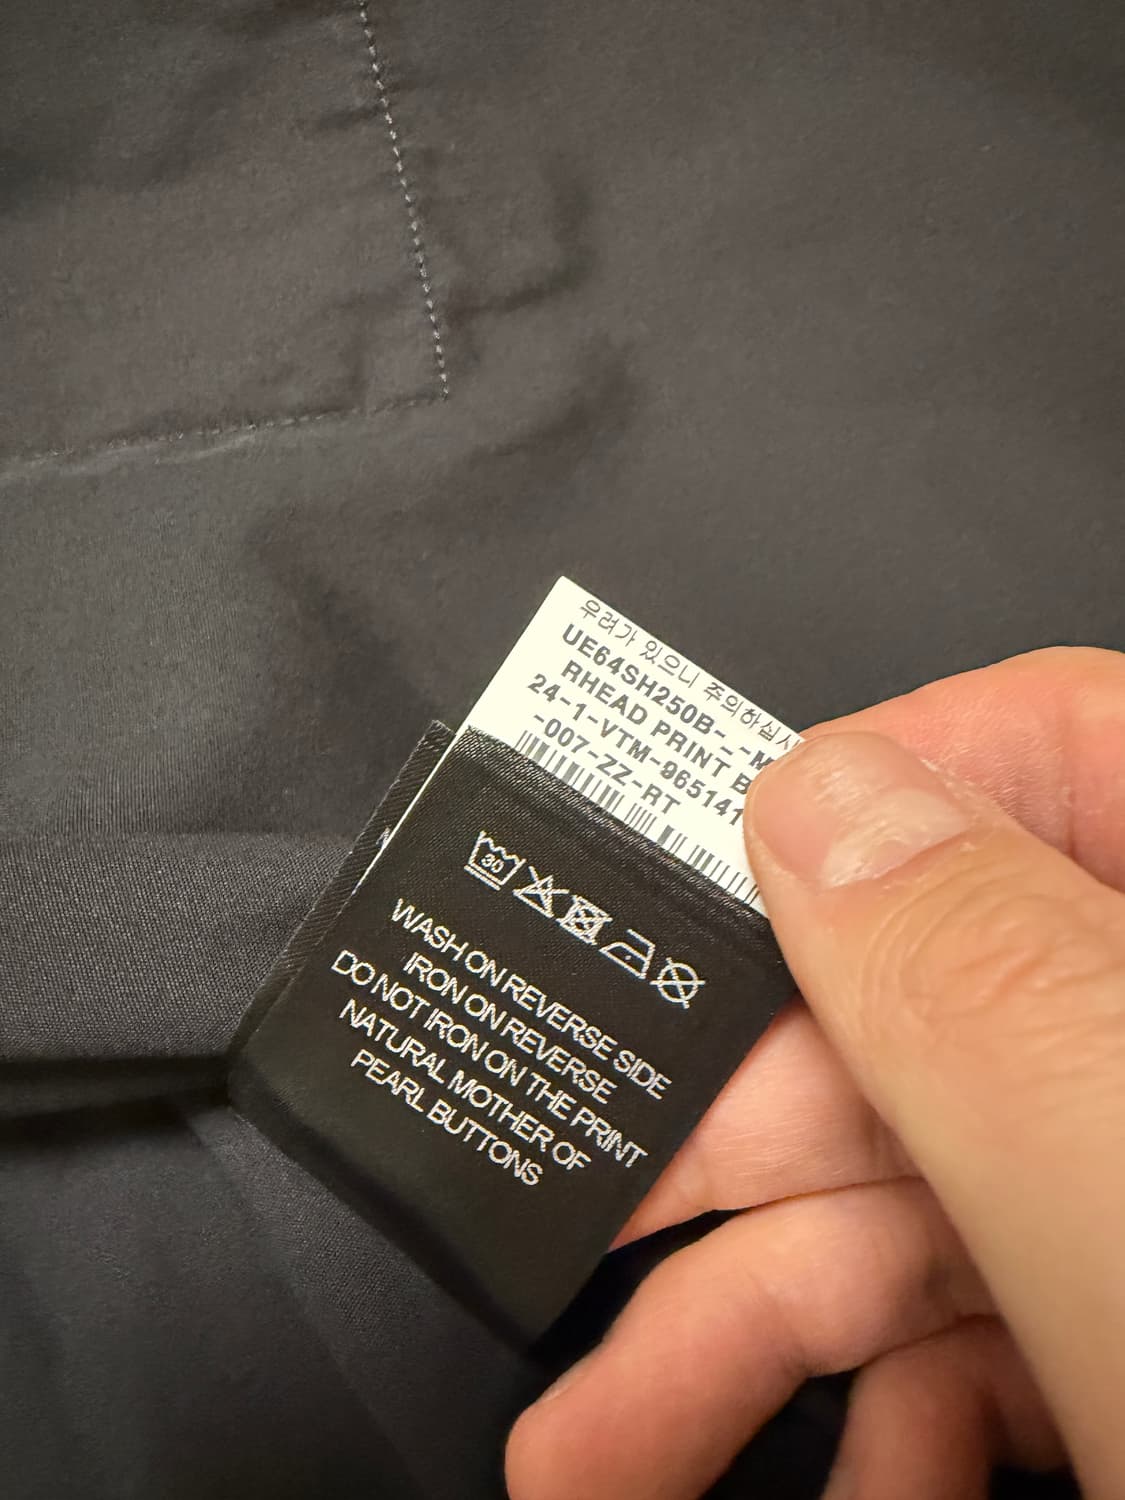 우려가 있으니 주의하십시
UE64SH250B-_-M
RHEAD PRINT B
24-1-VTM-965141
-007-ZZ-RT
30
WASH ON REVERSE SIDE
IRON ON REVERSE
DO NOT IRON ON THE PRINT
NATURAL MOTHER OF
PEARL BUTTONS